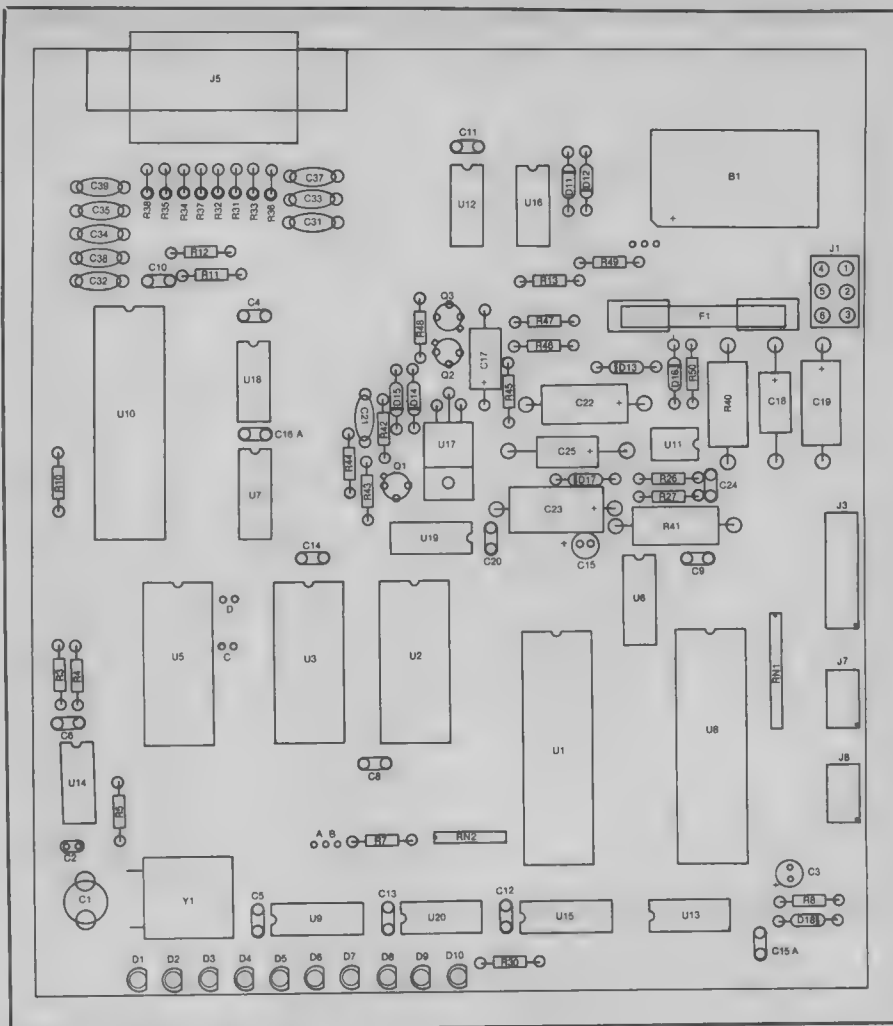 J5
C11
C39
C35
C34
C38
C32
R38
R35
R34
R37
R32
R31
R33
R36
C37
C33
C31
U12
U16
D11
D12
B1
+
R12
C10
R11
R49
R13
J1
4 1
5 2
6 3
C4
Q3
R48
Q2
C17
+
R47
R46
F1
U10
U18
D15
D14
R45
D13
D16
R50
R40
+
C18
+
C19
C21
R42
C22 +
C16 A
R44
R43
U17
U11
C25 +
U7
Q1
D17
R26
R27
C24
R10
C23 +
R41
J3
U19
C20
+
C15
C14
U6
C9
U5
D
C
U3
U2
RN1
R3
R4
J7
C6
U1
U8
U14
C8
J8
R5
A B
R7
RN2
C2
C3
+
C1
Y1
C5
U9
C13
U20
C12
U15
U13
R8
D18
C15 A
D1 D2 D3 D4 D5 D6 D7 D8 D9 D10
R30